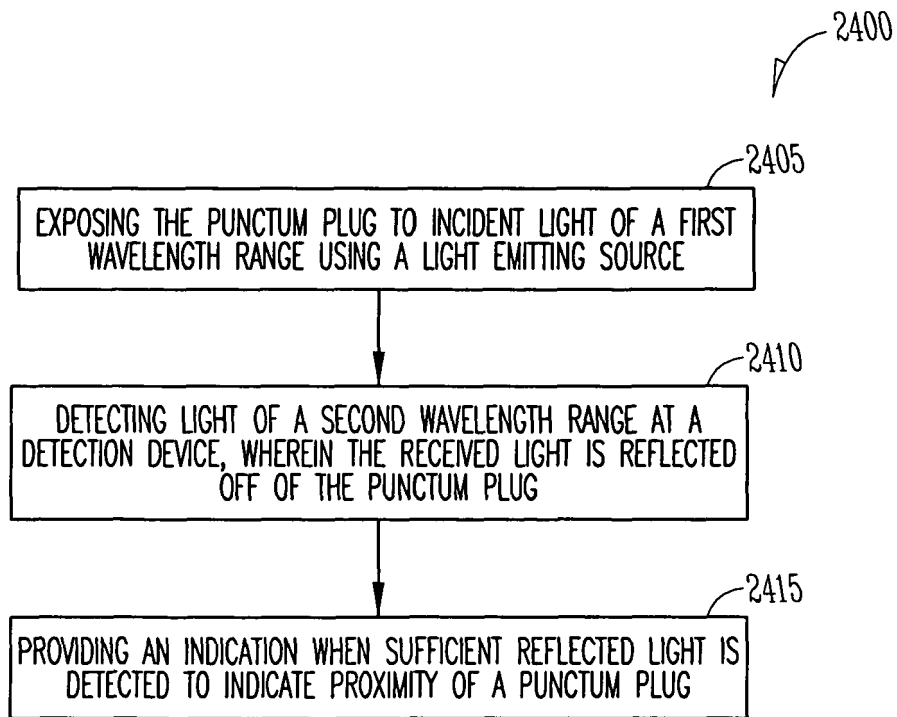 2400
2405
EXPOSING THE PUNCTUM PLUG TO INCIDENT LIGHT OF A FIRST
WAVELENGTH RANGE USING A LIGHT EMITTING SOURCE
2410
DETECTING LIGHT OF A SECOND WAVELENGTH RANGE AT A
DETECTION DEVICE, WHEREIN THE RECEIVED LIGHT IS REFLECTED
OFF OF THE PUNCTUM PLUG
2415
PROVIDING AN INDICATION WHEN SUFFICIENT REFLECTED LIGHT IS
DETECTED TO INDICATE PROXIMITY OF A PUNCTUM PLUG